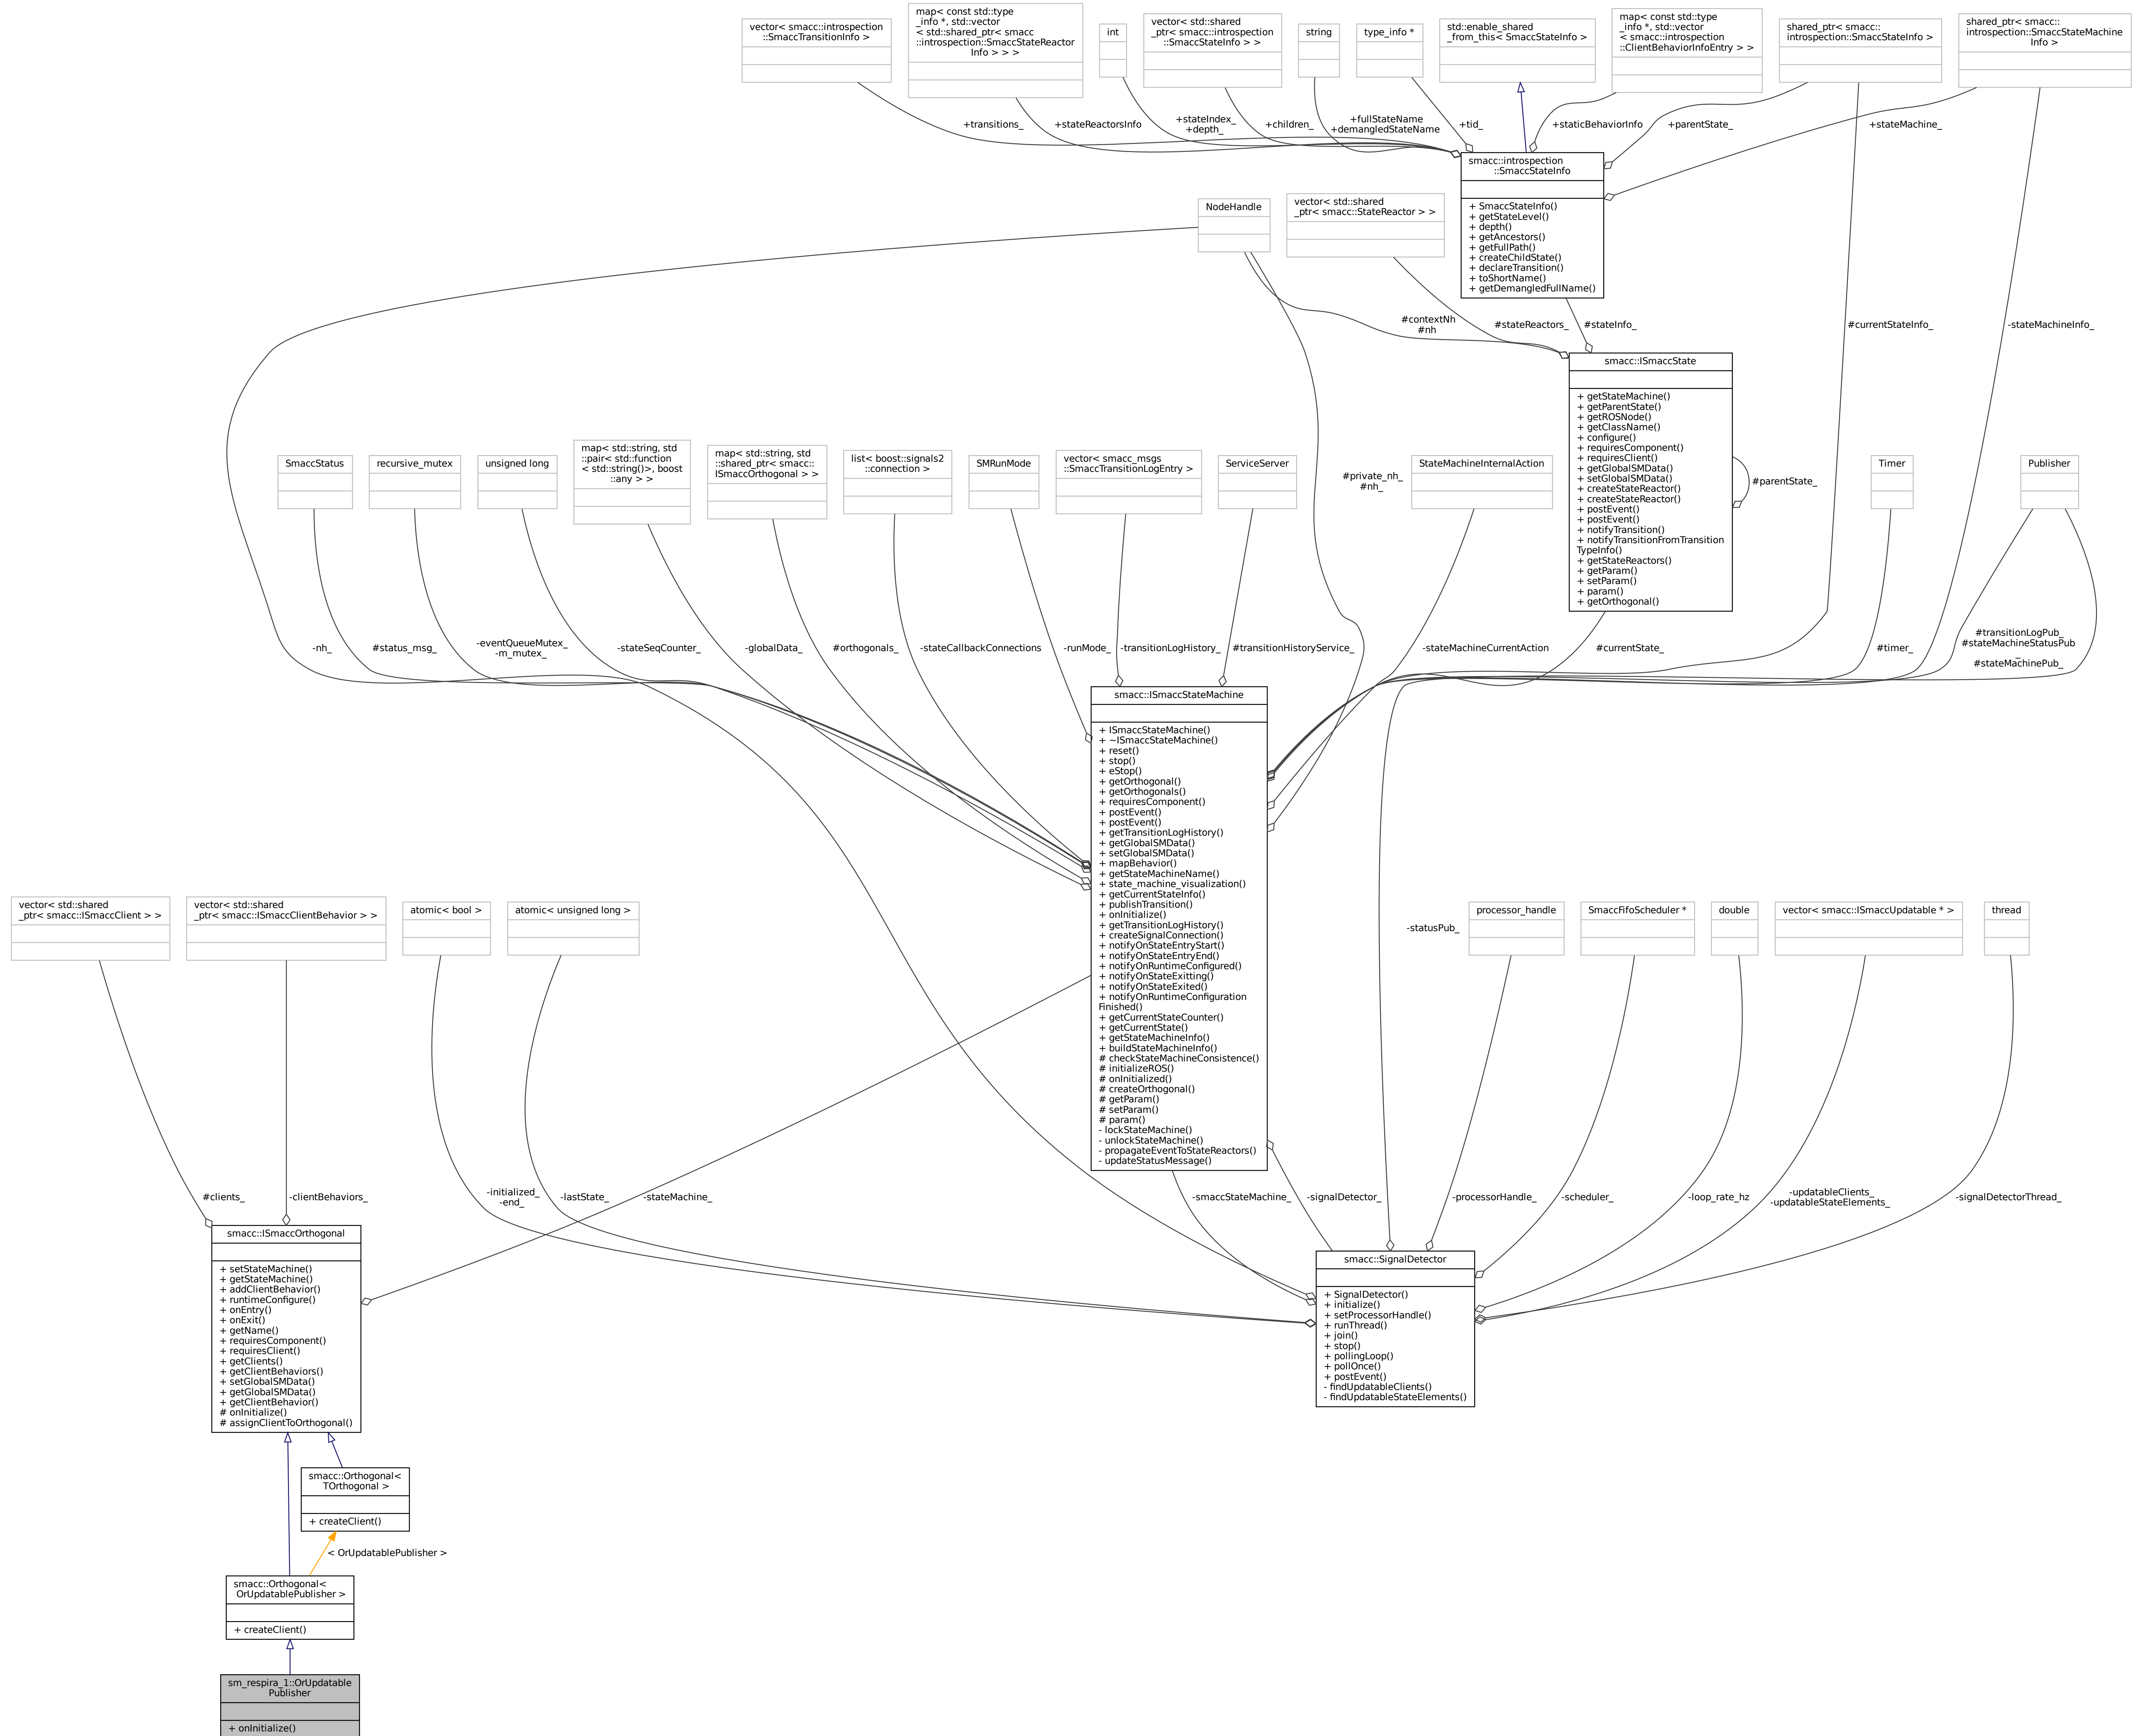 vector< smacc::introspection
::SmaccTransitionInfo >
map< const std::type
_info *, std::vector
< std::shared_ptr< smacc
::introspection::SmaccStateReactor
Info > > >
int
vector< std::shared
_ptr< smacc::introspection
::SmaccStateInfo > >
string
type_info *
std::enable_shared
_from_this< SmaccStateInfo >
map< const std::type
_info *, std::vector
< smacc::introspection
::ClientBehaviorInfoEntry > >
shared_ptr< smacc::
introspection::SmaccStateInfo >
shared_ptr< smacc::
introspection::SmaccStateMachine
Info >
+transitions_
+stateReactorsInfo
+stateIndex_
+depth_
+children_
+fullStateName
+demangledStateName
+tid_
+staticBehaviorInfo
+parentState_
+stateMachine_
smacc::introspection
::SmaccStateInfo
+ SmaccStateInfo()
+ getStateLevel()
+ depth()
+ getAncestors()
+ getFullPath()
+ createChildState()
+ declareTransition()
+ toShortName()
+ getDemangledFullName()
NodeHandle
vector< std::shared
_ptr< smacc::StateReactor > >
#contextNh
#nh
#stateReactors_
#stateInfo_
#currentStateInfo_
-stateMachineInfo_
smacc::ISmaccState
+ getStateMachine()
+ getParentState()
+ getROSNode()
+ getClassName()
+ configure()
+ requiresComponent()
+ requiresClient()
+ getGlobalSMData()
+ setGlobalSMData()
+ createStateReactor()
+ createStateReactor()
+ postEvent()
+ postEvent()
+ notifyTransition()
+ notifyTransitionFromTransition
TypeInfo()
+ getStateReactors()
+ getParam()
+ setParam()
+ param()
+ getOrthogonal()
#parentState_
SmaccStatus
recursive_mutex
unsigned long
map< std::string, std
::pair< std::function
< std::string()>, boost
::any > >
map< std::string, std
::shared_ptr< smacc::
ISmaccOrthogonal > >
list< boost::signals2
::connection >
SMRunMode
vector< smacc_msgs
::SmaccTransitionLogEntry >
ServiceServer
#private_nh_
#nh_
StateMachineInternalAction
Timer
Publisher
-nh_
#status_msg_
-eventQueueMutex_
-m_mutex_
-stateSeqCounter_
-globalData_
#orthogonals_
-stateCallbackConnections
-runMode_
-transitionLogHistory_
#transitionHistoryService_
-stateMachineCurrentAction
#currentState_
#timer_
#transitionLogPub_
#stateMachineStatusPub
_
#stateMachinePub_
smacc::ISmaccStateMachine
+ ISmaccStateMachine()
+ ~ISmaccStateMachine()
+ reset()
+ stop()
+ eStop()
+ getOrthogonal()
+ getOrthogonals()
+ requiresComponent()
+ postEvent()
+ postEvent()
+ getTransitionLogHistory()
+ getGlobalSMData()
+ setGlobalSMData()
+ mapBehavior()
+ getStateMachineName()
+ state_machine_visualization()
+ getCurrentStateInfo()
+ publishTransition()
+ onInitialize()
+ getTransitionLogHistory()
+ createSignalConnection()
+ notifyOnStateEntryStart()
+ notifyOnStateEntryEnd()
+ notifyOnRuntimeConfigured()
+ notifyOnStateExitting()
+ notifyOnStateExited()
+ notifyOnRuntimeConfiguration
Finished()
+ getCurrentStateCounter()
+ getCurrentState()
+ getStateMachineInfo()
+ buildStateMachineInfo()
# checkStateMachineConsistence()
# initializeROS()
# onInitialized()
# createOrthogonal()
# getParam()
# setParam()
# param()
- lockStateMachine()
- unlockStateMachine()
- propagateEventToStateReactors()
- updateStatusMessage()
vector< std::shared
_ptr< smacc::ISmaccClient > >
vector< std::shared
_ptr< smacc::ISmaccClientBehavior > >
atomic< bool >
atomic< unsigned long >
-statusPub_
processor_handle
SmaccFifoScheduler *
double
vector< smacc::ISmaccUpdatable * >
thread
#clients_
-clientBehaviors_
-initialized_
-end_
-lastState_
-stateMachine_
-smaccStateMachine_
-signalDetector_
-processorHandle_
-scheduler_
-loop_rate_hz
-updatableClients_
-updatableStateElements_
-signalDetectorThread_
smacc::ISmaccOrthogonal
+ setStateMachine()
+ getStateMachine()
+ addClientBehavior()
+ runtimeConfigure()
+ onEntry()
+ onExit()
+ getName()
+ requiresComponent()
+ requiresClient()
+ getClients()
+ getClientBehaviors()
+ setGlobalSMData()
+ getGlobalSMData()
+ getClientBehavior()
# onInitialize()
# assignClientToOrthogonal()
smacc::SignalDetector
+ SignalDetector()
+ initialize()
+ setProcessorHandle()
+ runThread()
+ join()
+ stop()
+ pollingLoop()
+ pollOnce()
+ postEvent()
- findUpdatableClients()
- findUpdatableStateElements()
smacc::Orthogonal<
TOrthogonal >
+ createClient()
< OrUpdatablePublisher >
smacc::Orthogonal<
OrUpdatablePublisher >
+ createClient()
sm_respira_1::OrUpdatable
Publisher
+ onInitialize()